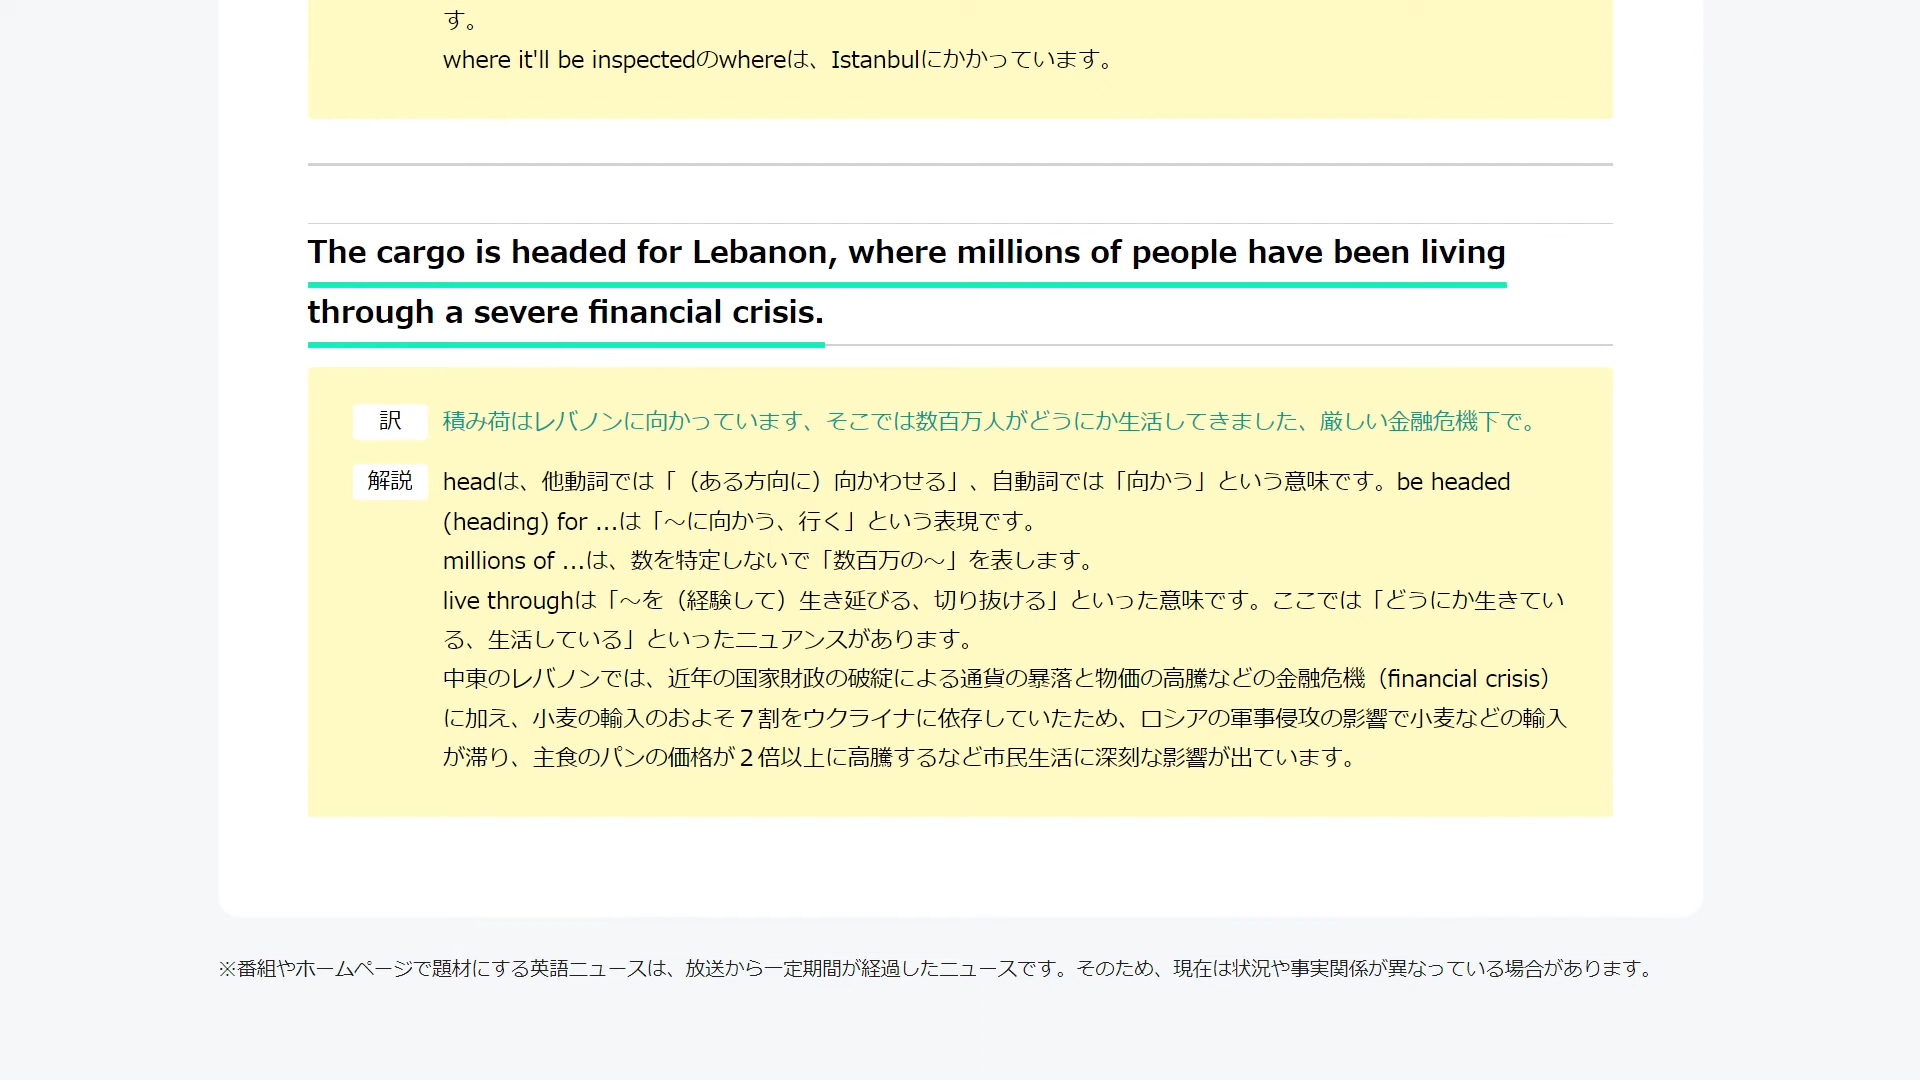 す。
where it'll be inspectedのwhereは、Istanbulにかかっています。
The cargo is headed for Lebanon, where millions of people have been living
through a severe financial crisis.
訳 積み荷はレバノンに向かっています、そこでは数百万人がどうにか生活してきました、厳しい金融危機下で。
解説 headは、他動詞では「（ある方向に）向かわせる」、自動詞では「向かう」という意味です。be headed
(heading) for ...は「～に向かう、行く」という表現です。
millions of ...は、数を特定しないで「数百万の～」を表します。
live throughは「～を（経験して）生き延びる、切り抜ける」といった意味です。ここでは「どうにか生きてい
る、生活している」といったニュアンスがあります。
中東のレバノンでは、近年の国家財政の破綻による通貨の暴落と物価の高騰などの金融危機（financial crisis）
に加え、小麦の輸入のおよそ７割をウクライナに依存していたため、ロシアの軍事侵攻の影響で小麦などの輸入
が滞り、主食のパンの価格が２倍以上に高騰するなど市民生活に深刻な影響が出ています。
※番組やホームページで題材にする英語ニュースは、放送から一定期間が経過したニュースです。そのため、現在は状況や事実関係が異なっている場合があります。